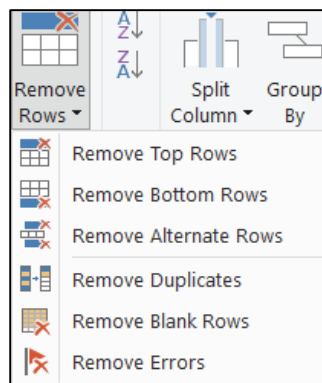 A
Z
Z
A
Remove
Rows
Split
Column
Group
By
Remove Top Rows
Remove Bottom Rows
Remove Alternate Rows
Remove Duplicates
Remove Blank Rows
Remove Errors